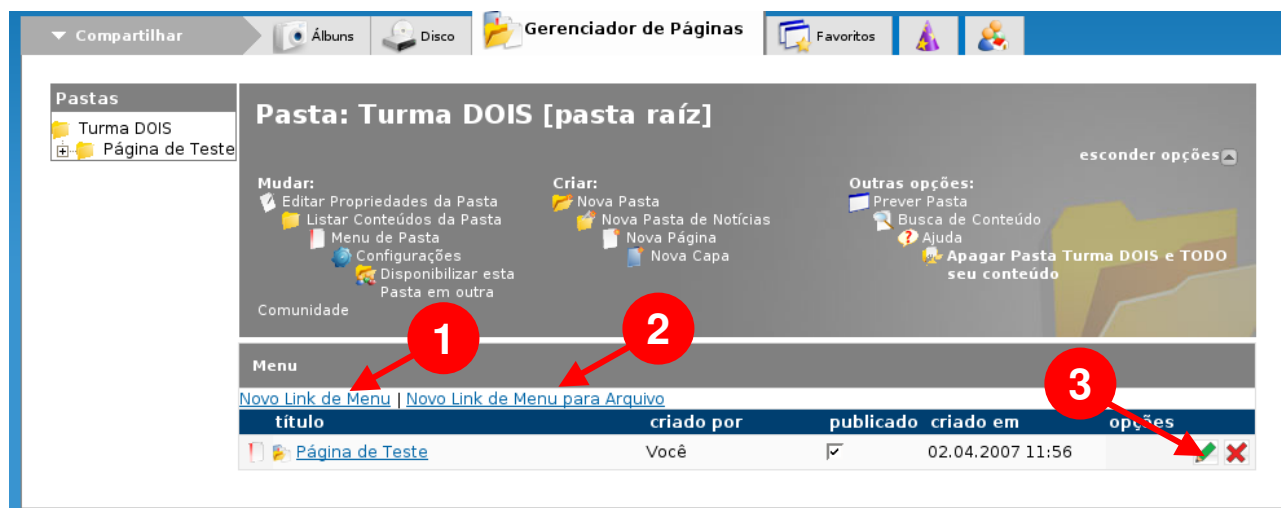 Compartilhar
Álbuns
Disco
Gerenciador de Páginas
Favoritos
Pastas
Turma DOIS
Página de Teste
Pasta: Turma DOIS [pasta raíz]
esconder opções
Mudar:
Editar Propriedades da Pasta
Listar Conteúdos da Pasta
Menu de Pasta
Configurações
Disponibilizar esta
Pasta em outra
Comunidade
Criar:
Nova Pasta
Nova Pasta de Notícias
Nova Página
Nova Capa
Outras opções:
Prever Pasta
Busca de Conteúdo
Ajuda
Apagar Pasta Turma DOIS e TODO
seu conteúdo
1
2
3
Menu
Novo Link de Menu | Novo Link de Menu para Arquivo
título criado por publicado criado em opções
Página de Teste Você 02.04.2007 11:56